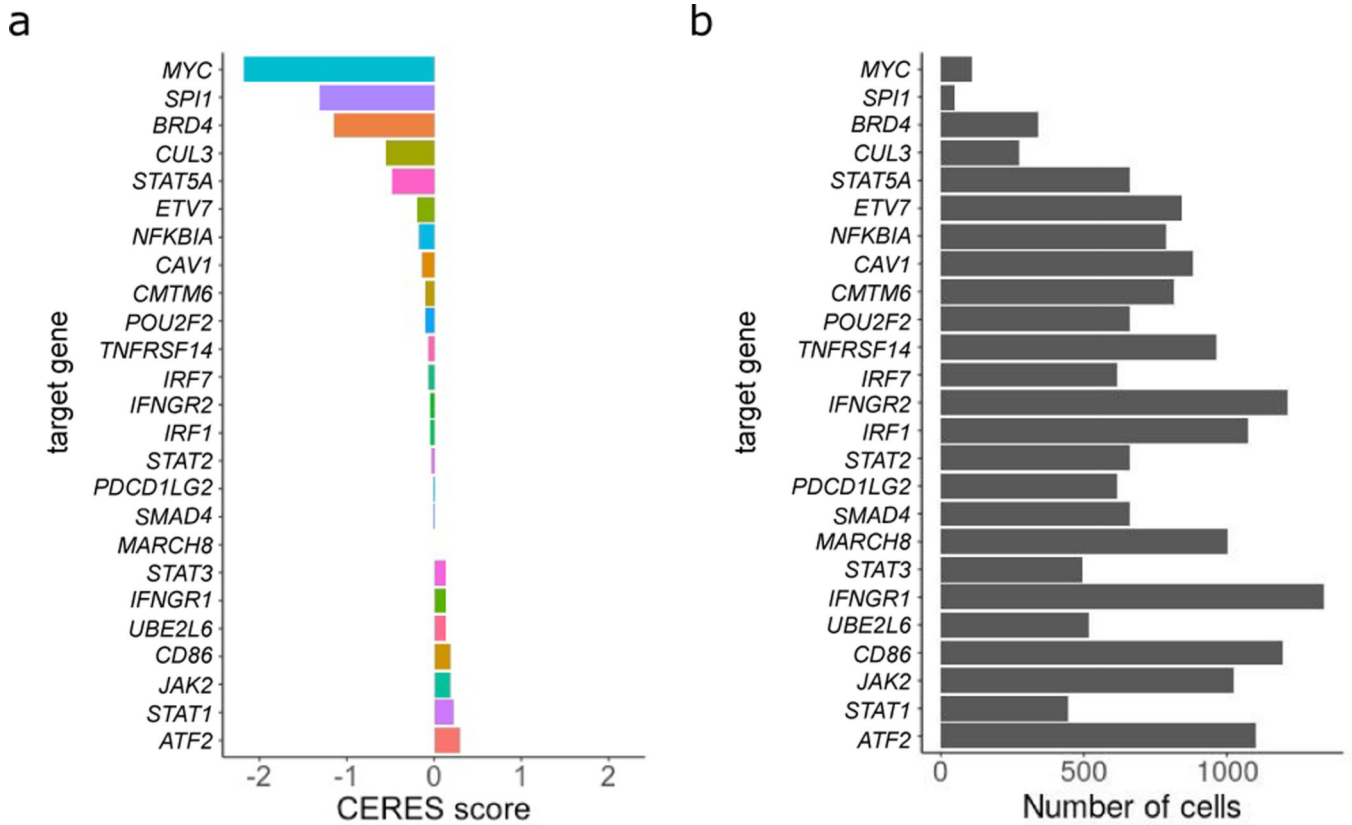 a
MYC
SPI1
BRD4
CUL3
STAT5A
ETV7
NFKBIA
CAV1
CMTM6
POU2F2
TNFRSF14
IRF7
IFNGR2
IRF1
STAT2
PDCD1LG2
SMAD4
MARCH8
STAT3
IFNGR1
UBE2L6
CD86
JAK2
STAT1
ATF2
target gene
-2 -1 0 1 2
CERES score
b
MYC
SPI1
BRD4
CUL3
STAT5A
ETV7
NFKBIA
CAV1
CMTM6
POU2F2
TNFRSF14
IRF7
IFNGR2
IRF1
STAT2
PDCD1LG2
SMAD4
MARCH8
STAT3
IFNGR1
UBE2L6
CD86
JAK2
STAT1
ATF2
target gene
0 500 1000
Number of cells